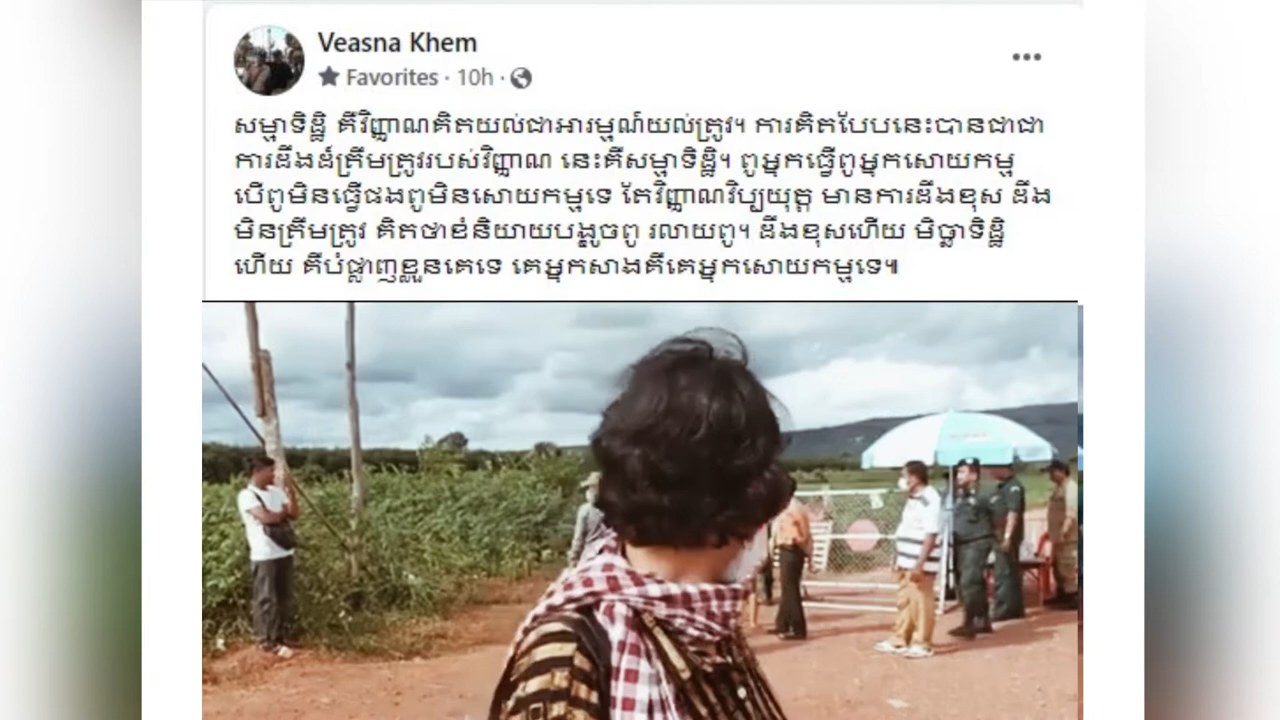 Veasna Khem
Favorites · 10h ·
សម្មាទិដ្ឋិ គឺវិញ្ញាណគិតយល់ជាអារម្មណ៍យល់ត្រូវ។ ការគិតបែបនេះបានជាជា
ការដឹងដ៏ត្រឹមត្រូវរបស់វិញ្ញាណ នេះគឺសម្មាទិដ្ឋិ។ ពូអ្នកធ្វើពូអ្នកសោយកម្ម
បើពូមិនធ្វើផងពូមិនសោយកម្មទេ តែវិញ្ញាណវិប្បយុត្ត មានការដឹងខុស ដឹង
មិនត្រឹមត្រូវ គិតថាខំនិយាយបង្ខូចពូ រលាយពូ។ ដឹងខុសហើយ មិច្ឆាទិដ្ឋិ
ហើយ គឺបំផ្លាញខ្លួនគេទេ គេអ្នកសាងគឺគេអ្នកសោយកម្មទេ៕